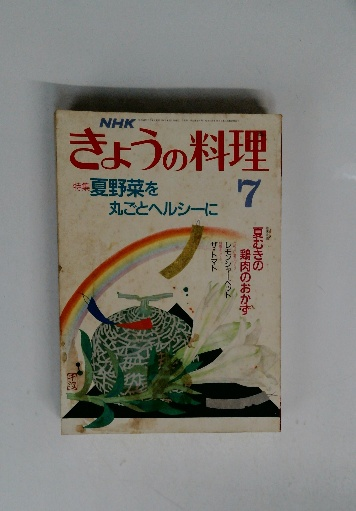 NHK
きょうの料理
7
特集 夏野菜を
丸ごとヘルシーに
夏むきの
鶏肉のおかず
レモンシャーベット
ザ・トマト